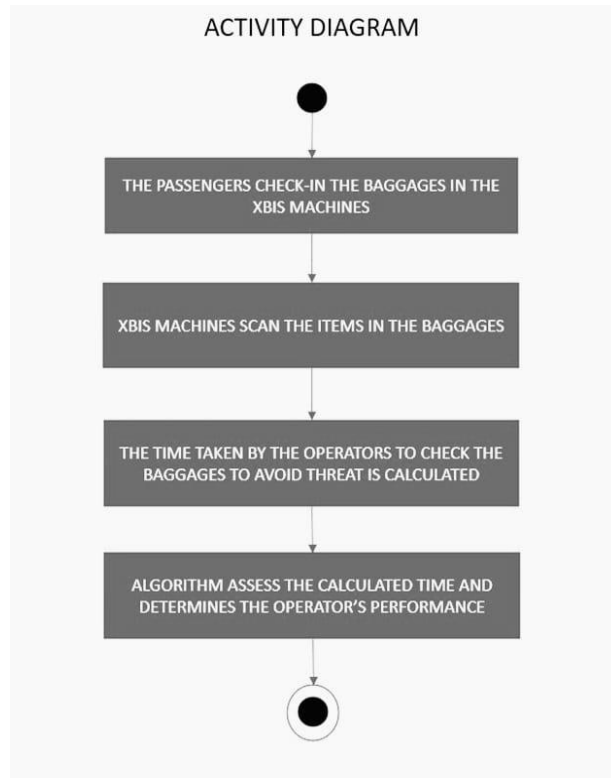 ACTIVITY DIAGRAM
THE PASSENGERS CHECK-IN THE BAGGAGES IN THE
XBIS MACHINES
XBIS MACHINES SCAN THE ITEMS IN THE BAGGAGES
THE TIME TAKEN BY THE OPERATORS TO CHECK THE
BAGGAGES TO AVOID THREAT IS CALCULATED
ALGORITHM ASSESS THE CALCULATED TIME AND
DETERMINES THE OPERATOR'S PERFORMANCE